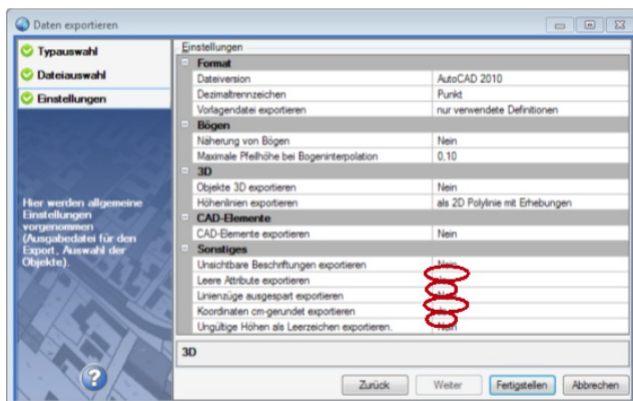 Daten exportieren
Typauswahl
Dateiauswahl
Einstellungen
Hier werden allgemeine
Einstellungen
vorgenommen
(Ausgabedatei für den
Export, Auswahl der
Objekte).
Einstellungen
Format
Dateiversion AutoCAD 2010
Dezimaltrennzeichen Punkt
Vorlagendatei exportieren nur verwendete Definitionen
Bögen
Näherung von Bögen Nein
Maximale Pfeilhöhe bei Bogeninterpolation 0,10
3D
Objekte 3D exportieren Nein
Höhenlinien exportieren als 2D Polylinie mit Erhebungen
CAD-Elemente
CAD-Elemente exportieren Nein
Sonstiges
Unsichtbare Beschriftungen exportieren Nein
Leere Attribute exportieren
Linienzüge ausgespart exportieren
Koordinaten cm-gerundet exportieren
Ungültige Höhen als Leerzeichen exportieren. Nein
3D
Zurück Weiter Fertigstellen Abbrechen